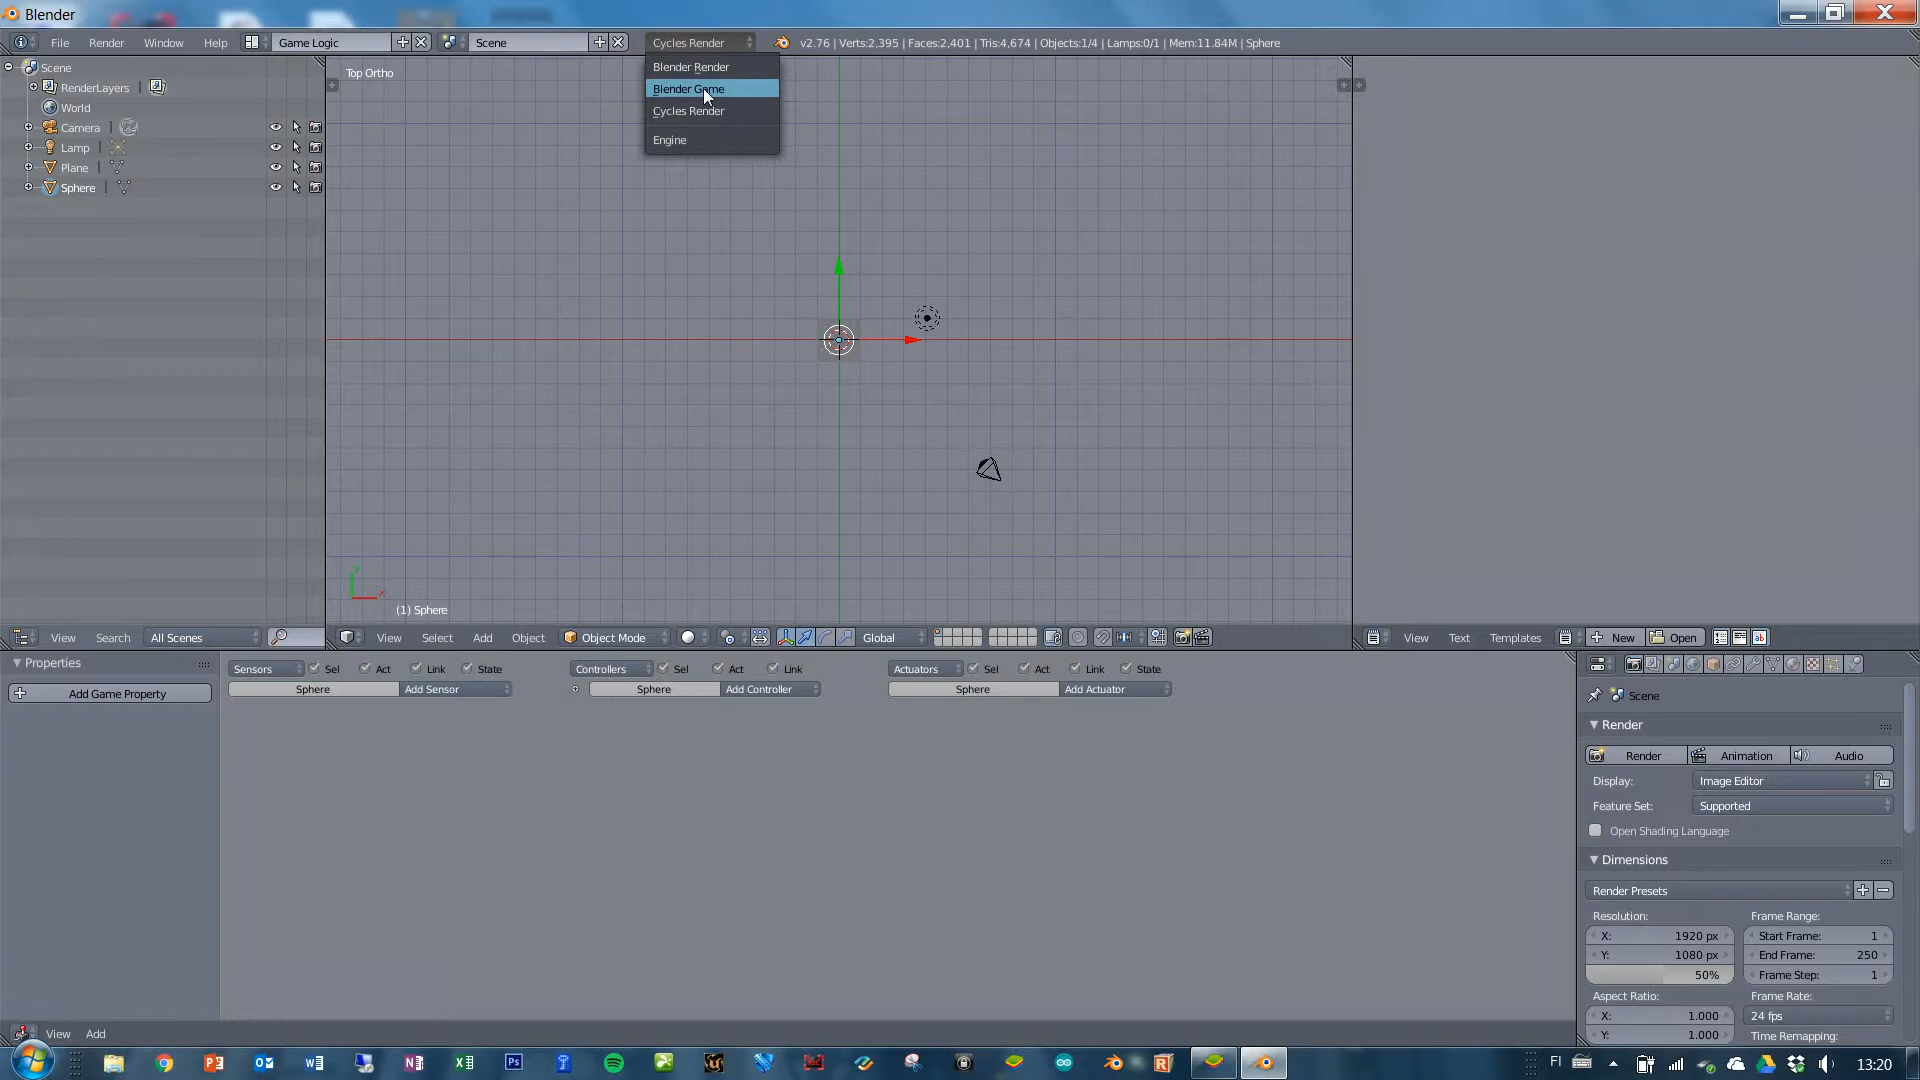 Blender
File Render Window Help Game Logic Scene Cycles Render v2.76 | Verts:2,395 | Faces:2,401 | Tris:4,674 | Objects:1/4 | Lamps:0/1 | Mem:11.84M | Sphere
Blender Render
Blender Game
Cycles Render
Engine
Scene
RenderLayers
World
Camera
Lamp
Plane
Sphere
Top Ortho
y
x
(1) Sphere
View Search All Scenes
View Select Add Object Object Mode Global
View Text Templates New Open
Properties
Add Game Property
Sensors Sel Act Link State
Sphere Add Sensor
Controllers Sel Act Link
Sphere Add Controller
Actuators Sel Act Link State
Sphere Add Actuator
Scene
Render
Render Animation Audio
Display: Image Editor
Feature Set: Supported
Open Shading Language
Dimensions
Render Presets
Resolution: Frame Range:
X: 1920 px Start Frame: 1
Y: 1080 px End Frame: 250
50% Frame Step: 1
Aspect Ratio: Frame Rate:
X: 1.000 24 fps
Y: 1.000 Time Remapping:
View Add
FI 13:20